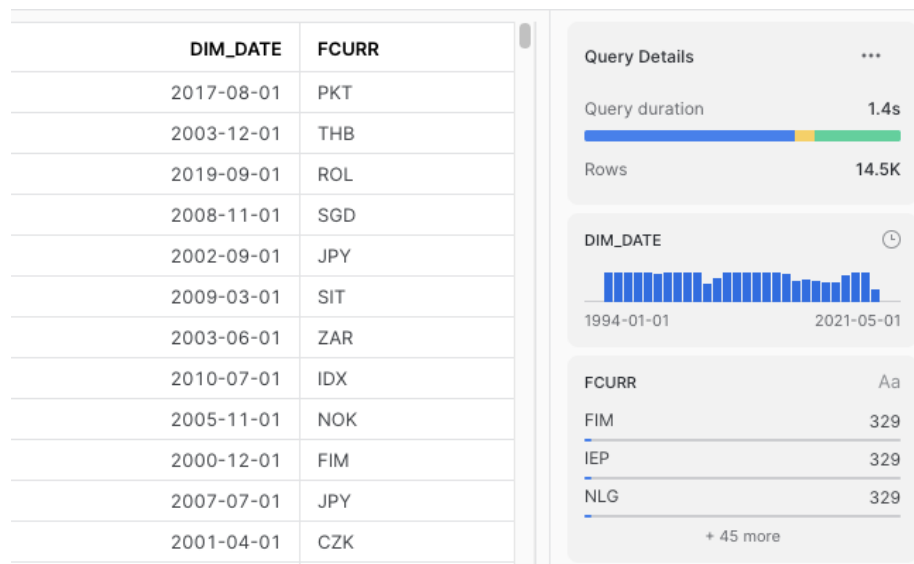 DIM_DATE FCURR
2017-08-01 PKT
2003-12-01 THB
2019-09-01 ROL
2008-11-01 SGD
2002-09-01 JPY
2009-03-01 SIT
2003-06-01 ZAR
2010-07-01 IDX
2005-11-01 NOK
2000-12-01 FIM
2007-07-01 JPY
2001-04-01 CZK
Query Details ...
Query duration 1.4s
Rows 14.5K
DIM_DATE
1994-01-01 2021-05-01
FCURR Aa
FIM 329
IEP 329
NLG 329
+ 45 more